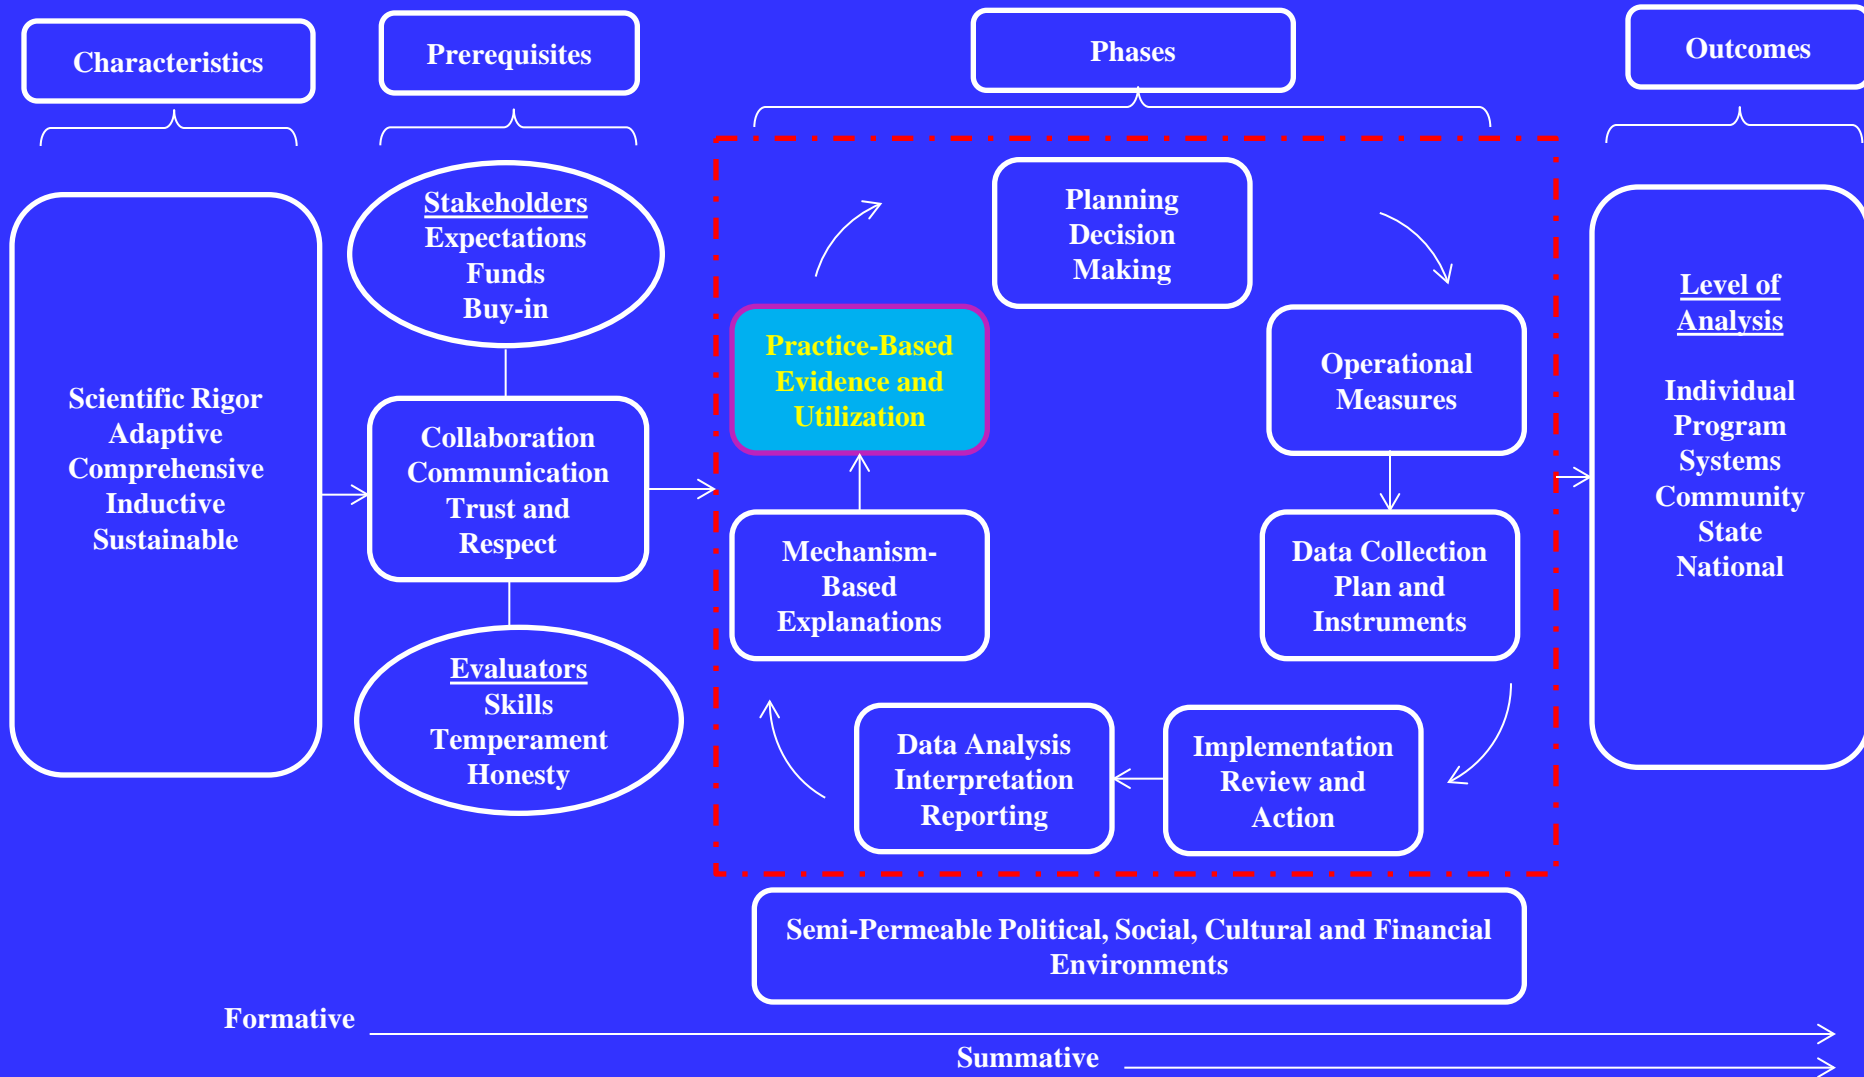 Characteristics
Prerequisites
Phases
Outcomes
Scientific Rigor
Adaptive
Comprehensive
Inductive
Sustainable
Stakeholders
Expectations
Funds
Buy-in
Collaboration
Communication
Trust and
Respect
Evaluators
Skills
Temperament
Honesty
Planning
Decision
Making
Operational
Measures
Data Collection
Plan and
Instruments
Implementation
Review and
Action
Data Analysis
Interpretation
Reporting
Mechanism-
Based
Explanations
Practice-Based
Evidence and
Utilization
Level of
Analysis
Individual
Program
Systems
Community
State
National
Semi-Permeable Political, Social, Cultural and Financial
Environments
Formative
Summative